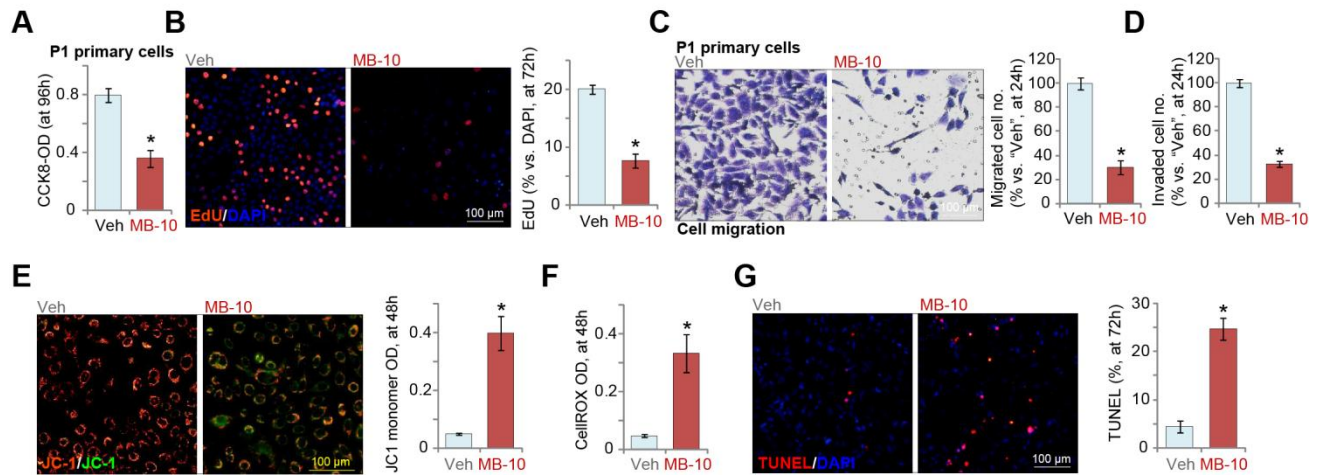 A
P1 primary cells
CCK8-OD (at 96h)
0.8
0.4
0
*
Veh MB-10
B
Veh
MB-10
EdU/DAPI
100 µm
EdU (% vs. DAPI, at 72h)
20
10
0
*
Veh MB-10
C
P1 primary cells
Veh
MB-10
100 µm
Cell migration
Migrated cell no.
(% vs. “Veh”, at 24h)
120
100
80
60
40
20
0
*
Veh MB-10
D
Invaded cell no.
(% vs. “Veh”, at 24h)
120
100
80
60
40
20
0
*
Veh MB-10
E
Veh
MB-10
JC-1/JC-1
100 µm
JC1 monomer OD, at 48h
0.4
0.2
0
*
Veh MB-10
F
CellROX OD, at 48h
0.4
0.2
0
*
Veh MB-10
G
Veh
MB-10
TUNEL/DAPI
100 µm
TUNEL (%, at 72h)
30
20
10
0
*
Veh MB-10